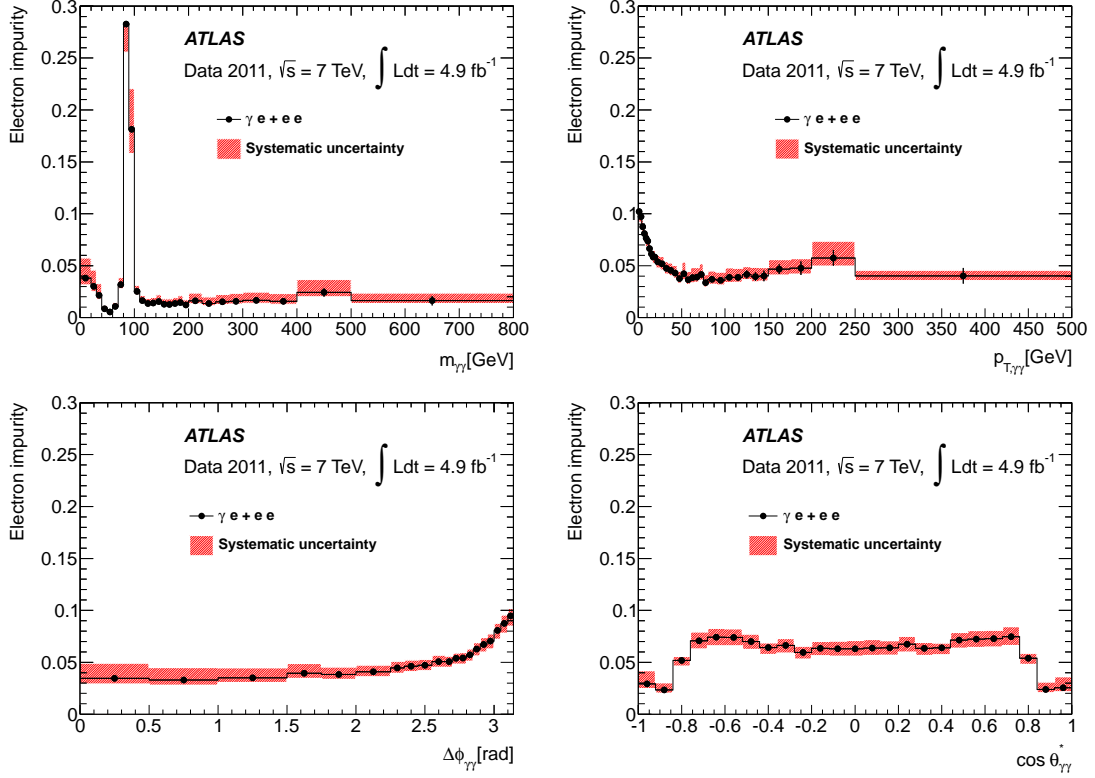 Electron impurity
0.3
0.25
0.2
0.15
0.1
0.05
0
ATLAS
Data 2011, √s = 7 TeV, ∫ Ldt = 4.9 fb⁻¹
γ e + e e
Systematic uncertainty
0 100 200 300 400 500 600 700 800
m_γγ[GeV]
Electron impurity
0.3
0.25
0.2
0.15
0.1
0.05
0
ATLAS
Data 2011, √s = 7 TeV, ∫ Ldt = 4.9 fb⁻¹
γ e + e e
Systematic uncertainty
0 50 100 150 200 250 300 350 400 450 500
p_T,γγ[GeV]
Electron impurity
0.3
0.25
0.2
0.15
0.1
0.05
0
ATLAS
Data 2011, √s = 7 TeV, ∫ Ldt = 4.9 fb⁻¹
γ e + e e
Systematic uncertainty
0 0.5 1 1.5 2 2.5 3
Δϕ_γγ[rad]
Electron impurity
0.3
0.25
0.2
0.15
0.1
0.05
0
ATLAS
Data 2011, √s = 7 TeV, ∫ Ldt = 4.9 fb⁻¹
γ e + e e
Systematic uncertainty
-1 -0.8 -0.6 -0.4 -0.2 0 0.2 0.4 0.6 0.8 1
cos θ*_γγ